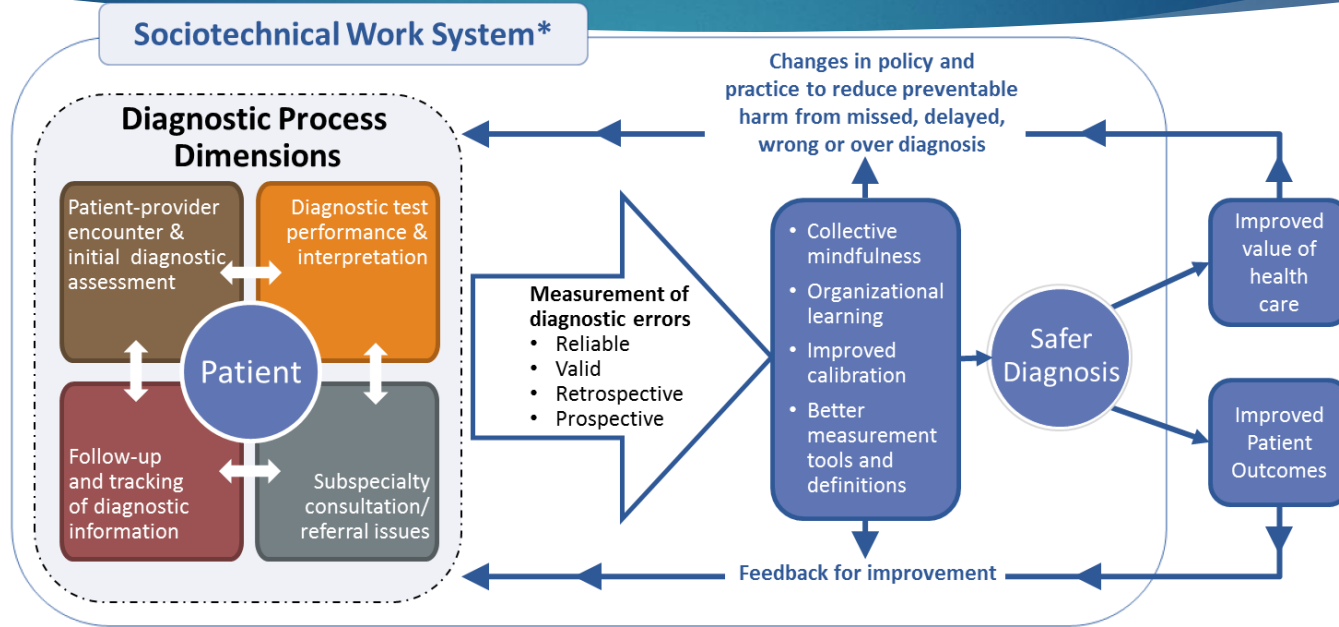 Sociotechnical Work System*
Diagnostic Process
Dimensions
Patient-provider
encounter &
initial diagnostic
assessment
Diagnostic test
performance &
interpretation
Patient
Follow-up
and tracking
of diagnostic
information
Subspecialty
consultation/
referral issues
Measurement of
diagnostic errors
• Reliable
• Valid
• Retrospective
• Prospective
Changes in policy and
practice to reduce preventable
harm from missed, delayed,
wrong or over diagnosis
• Collective
mindfulness
• Organizational
learning
• Improved
calibration
• Better
measurement
tools and
definitions
Feedback for improvement
Safer
Diagnosis
Improved
value of
health
care
Improved
Patient
Outcomes